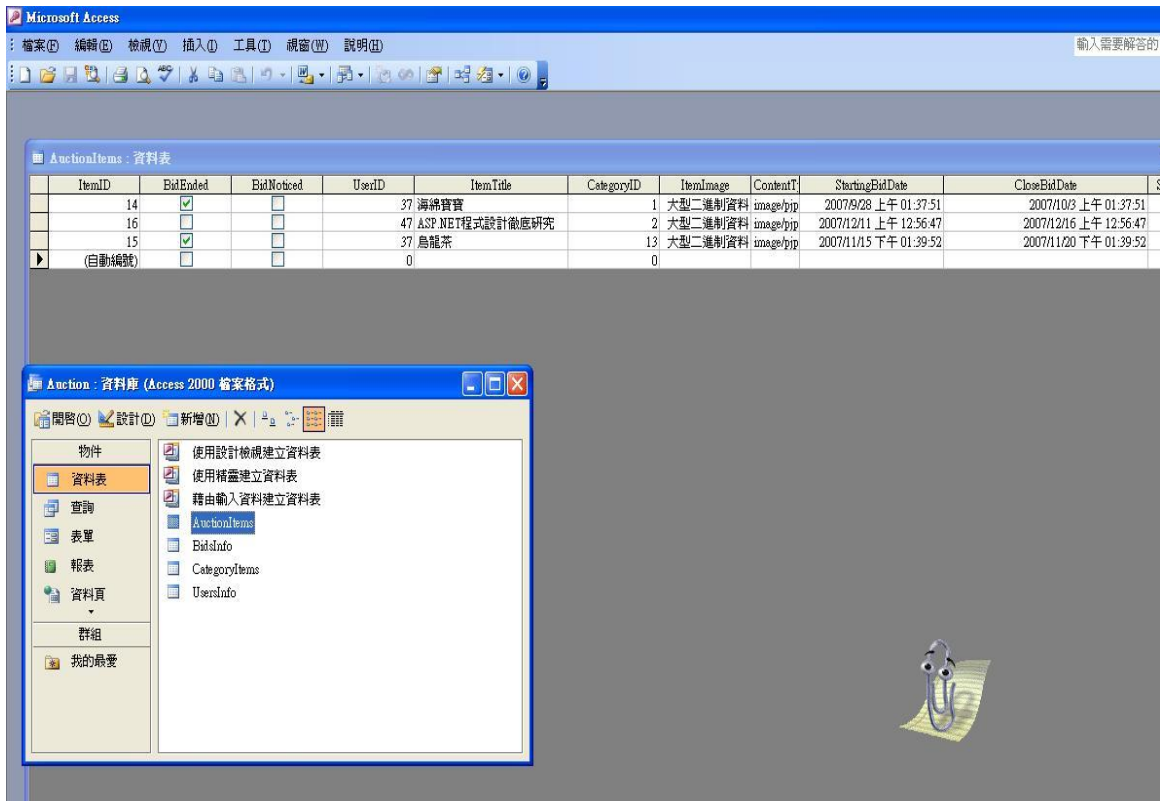 Microsoft Access
檔案(F) 編輯(E) 檢視(V) 插入(I) 工具(T) 視窗(W) 說明(H) 輸入需要解答的
AuctionItems : 資料表
ItemID BidEnded BidNoticed UserID ItemTitle CategoryID ItemImage ContentT StartingBidDate CloseBidDate S
14 37 海綿寶寶 1 大型二進制資料 image/pjp 2007/9/28 上午 01:37:51 2007/10/3 上午 01:37:51
16 47 ASP.NET程式設計徹底研究 2 大型二進制資料 image/pjp 2007/12/11 上午 12:56:47 2007/12/16 上午 12:56:47
15 37 烏龍茶 13 大型二進制資料 image/pjp 2007/11/15 下午 01:39:52 2007/11/20 下午 01:39:52
(自動編號) 0 0
Auction : 資料庫 (Access 2000 檔案格式)
開啓(O) 設計(D) 新增(N)
物件
資料表
查詢
表單
報表
資料頁
群組
我的最愛
使用設計檢視建立資料表
使用精靈建立資料表
藉由輸入資料建立資料表
AuctionItems
BidsInfo
CategoryItems
UsersInfo